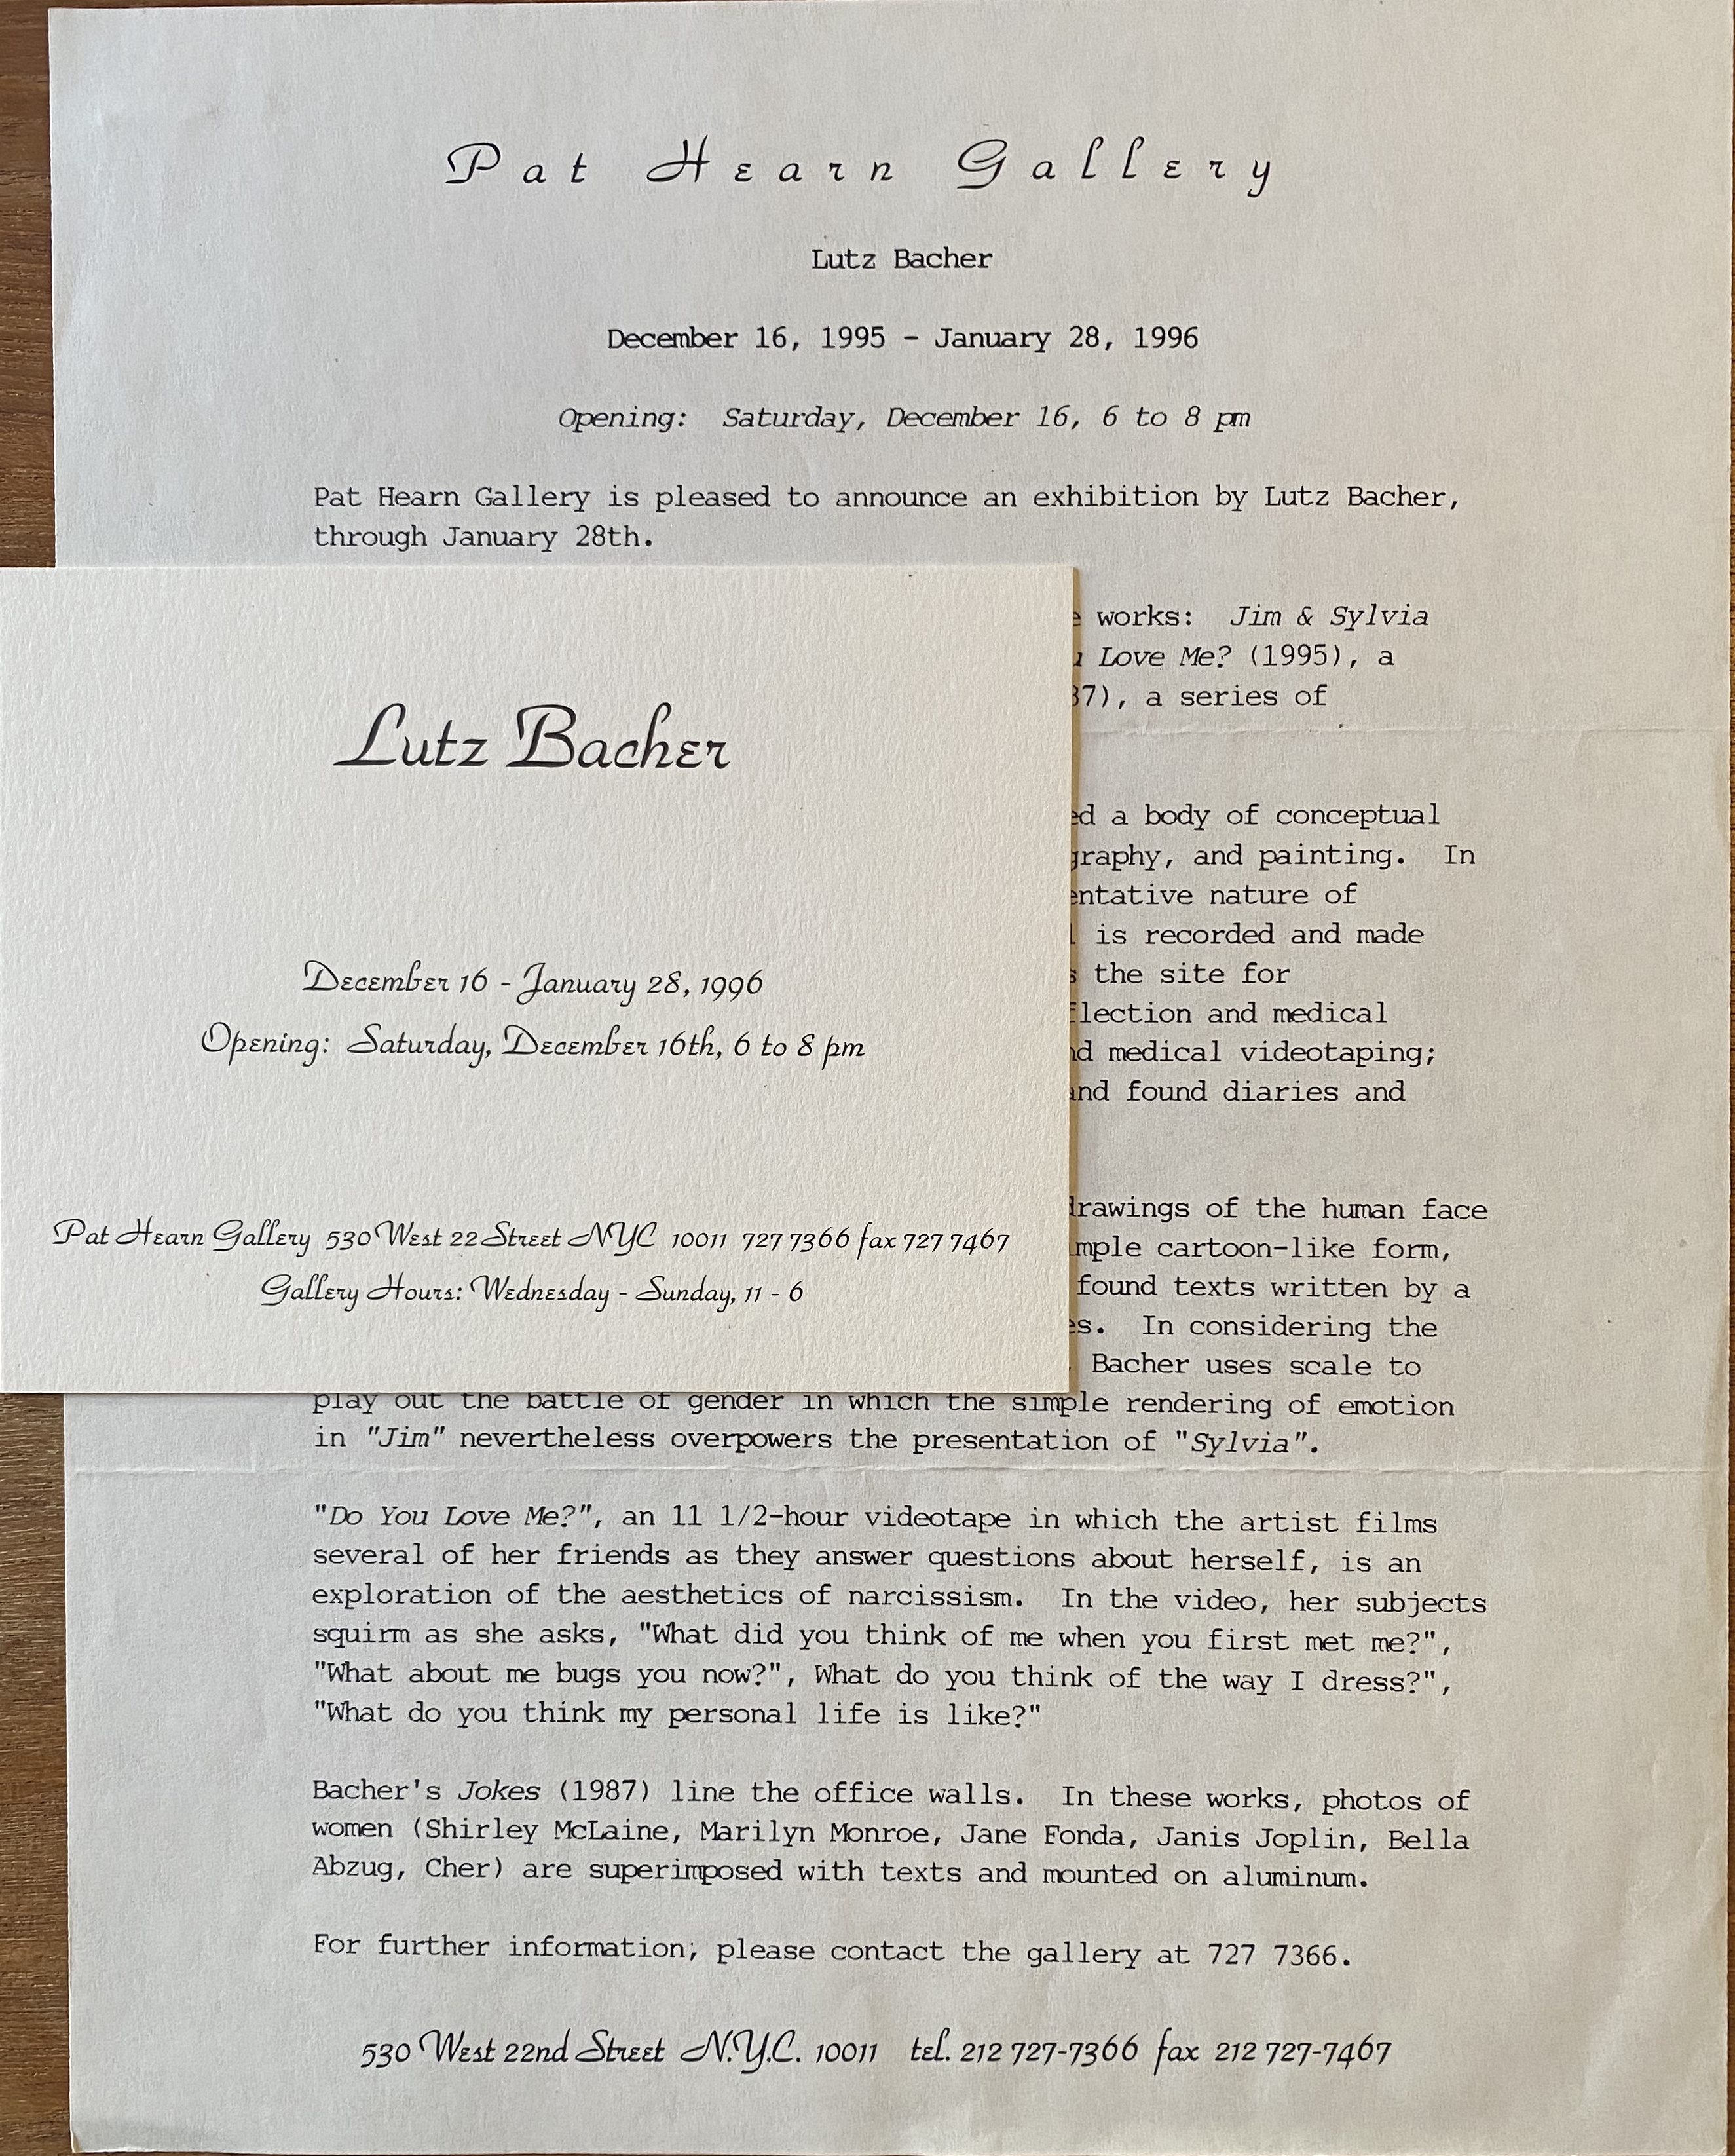 Pat Hearn Gallery
Lutz Bacher
December 16, 1995 - January 28, 1996
Opening: Saturday, December 16, 6 to 8 pm
Pat Hearn Gallery is pleased to announce an exhibition by Lutz Bacher,
through January 28th.
works: Jim & Sylvia
Love Me? (1995), a
a series of
a body of conceptual
and painting. In
nature of
is recorded and made
the site for
and medical
medical videotaping;
found diaries and
of the human face
cartoon-like form,
found texts written by a
In considering the
Bacher uses scale to
play out the battle of gender in which the simple rendering of emotion
in "Jim" nevertheless overpowers the presentation of "Sylvia".
"Do You Love Me?", an 11 1/2-hour videotape in which the artist films
several of her friends as they answer questions about herself, is an
exploration of the aesthetics of narcissism. In the video, her subjects
squirm as she asks, "What did you think of me when you first met me?",
"What about me bugs you now?", What do you think of the way I dress?",
"What do you think my personal life is like?"
Bacher's Jokes (1987) line the office walls. In these works, photos of
women (Shirley McLaine, Marilyn Monroe, Jane Fonda, Janis Joplin, Bella
Abzug, Cher) are superimposed with texts and mounted on aluminum.
For further information, please contact the gallery at 727 7366.
530 West 22nd Street N.Y.C. 10011 tel. 212 727-7366 fax 212 727-7467
Lutz Bacher
December 16 - January 28, 1996
Opening: Saturday, December 16th, 6 to 8 pm
Pat Hearn Gallery 530 West 22 Street NYC 10011 727 7366 fax 727 7467
Gallery Hours: Wednesday - Sunday, 11 - 6